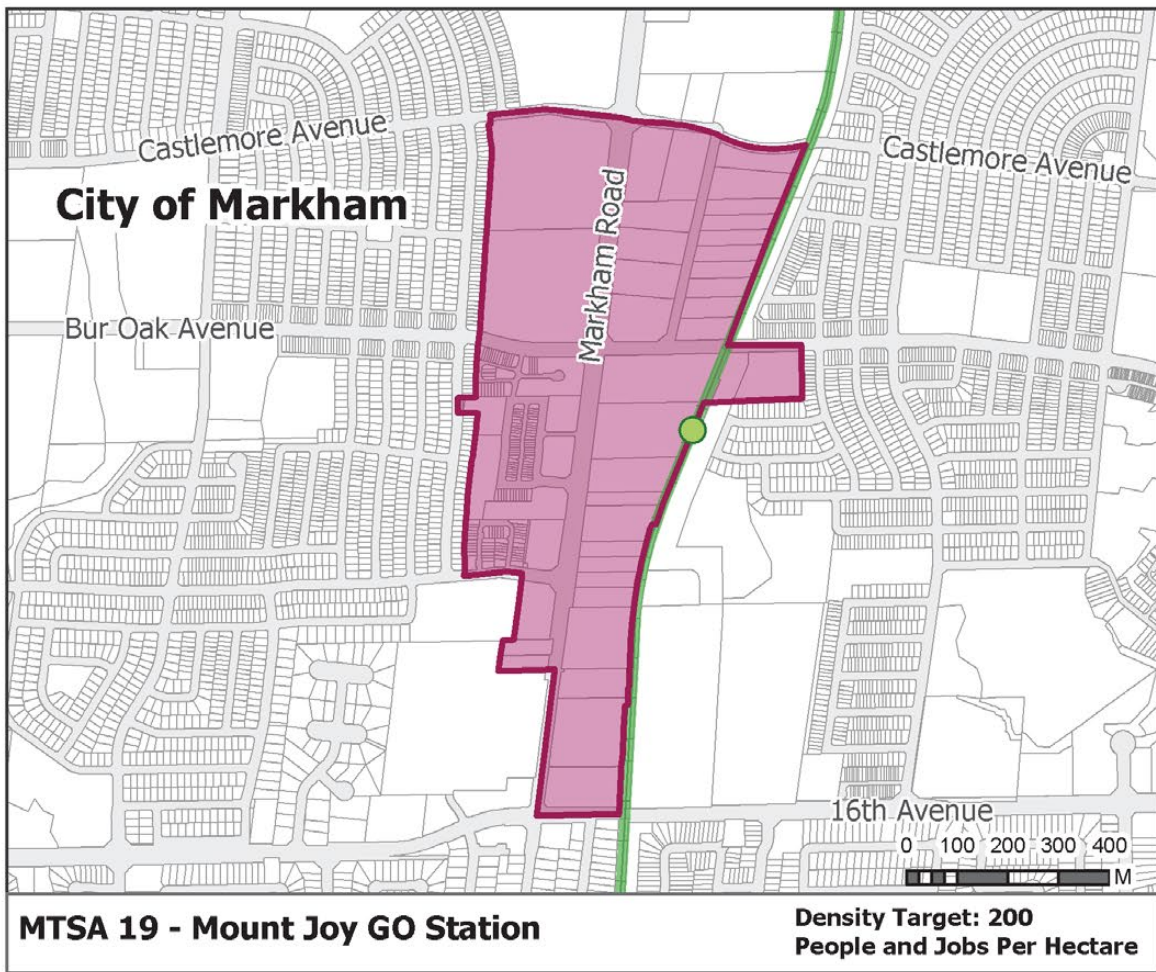 Castlemore Avenue
Castlemore Avenue
City of Markham
Markham Road
Bur Oak Avenue
16th Avenue
0 100 200 300 400
M
MTSA 19 - Mount Joy GO Station
Density Target: 200
People and Jobs Per Hectare